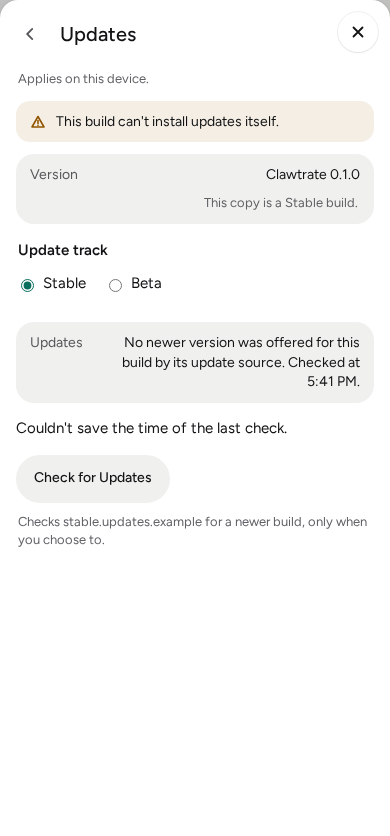 Updates
Applies on this device.
This build can't install updates itself.
Version
Clawtrate 0.1.0
This copy is a Stable build.
Update track
Stable
Beta
Updates
No newer version was offered for this
build by its update source. Checked at
5:41 PM.
Couldn't save the time of the last check.
Check for Updates
Checks stable.updates.example for a newer build, only when
you choose to.